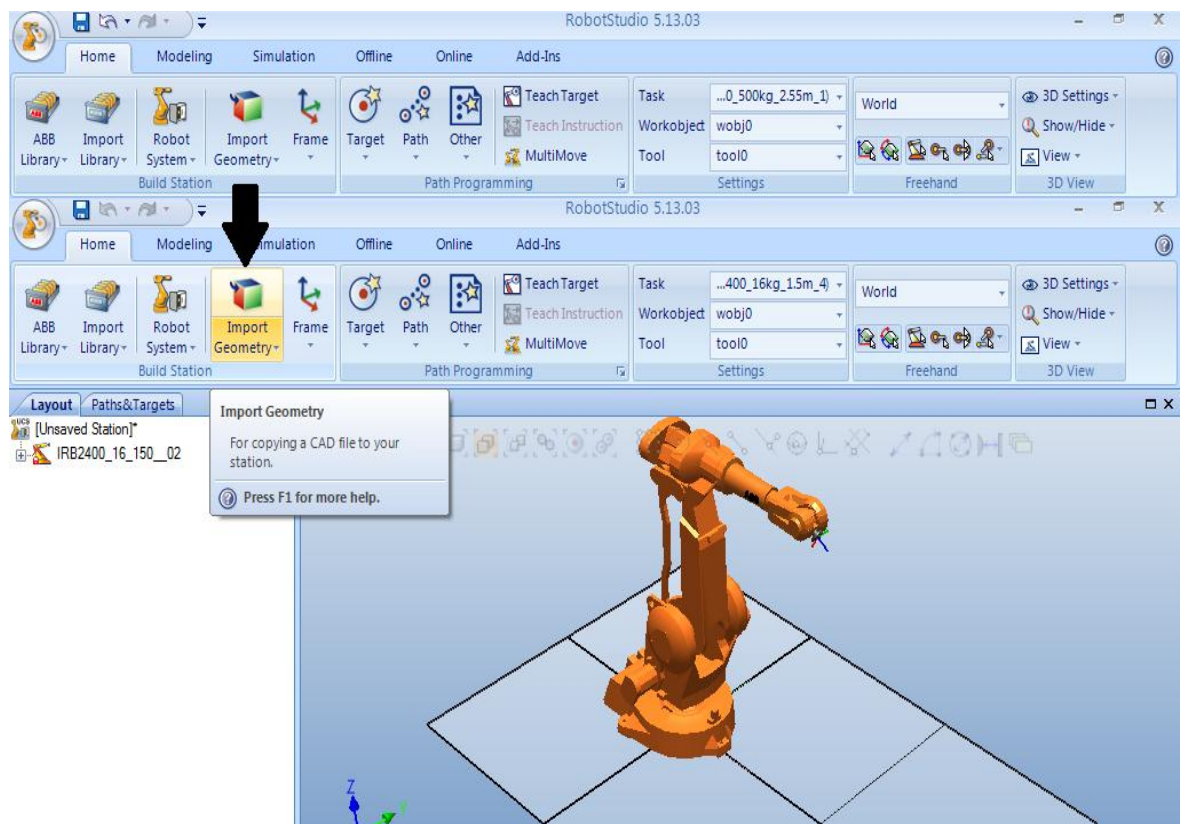 RobotStudio 5.13.03
Home Modeling Simulation Offline Online Add-Ins
ABB Library
Import Library
Robot System
Import Geometry
Frame
Target
Path
Other
Teach Target
Teach Instruction
MultiMove
Task ...0_500kg_2.55m_1)
Workobject wobj0
Tool tool0
World
3D Settings
Show/Hide
View
Build Station Path Programming Settings Freehand 3D View
RobotStudio 5.13.03
Home Modeling mulation Offline Online Add-Ins
ABB Library
Import Library
Robot System
Import Geometry
Frame
Target
Path
Other
Teach Target
Teach Instruction
MultiMove
Task ...400_16kg_1.5m_4)
Workobject wobj0
Tool tool0
World
3D Settings
Show/Hide
View
Build Station Path Programming Settings Freehand 3D View
Layout Paths&Targets
[Unsaved Station]*
IRB2400_16_150__02
Import Geometry
For copying a CAD file to your
station.
Press F1 for more help.
Z